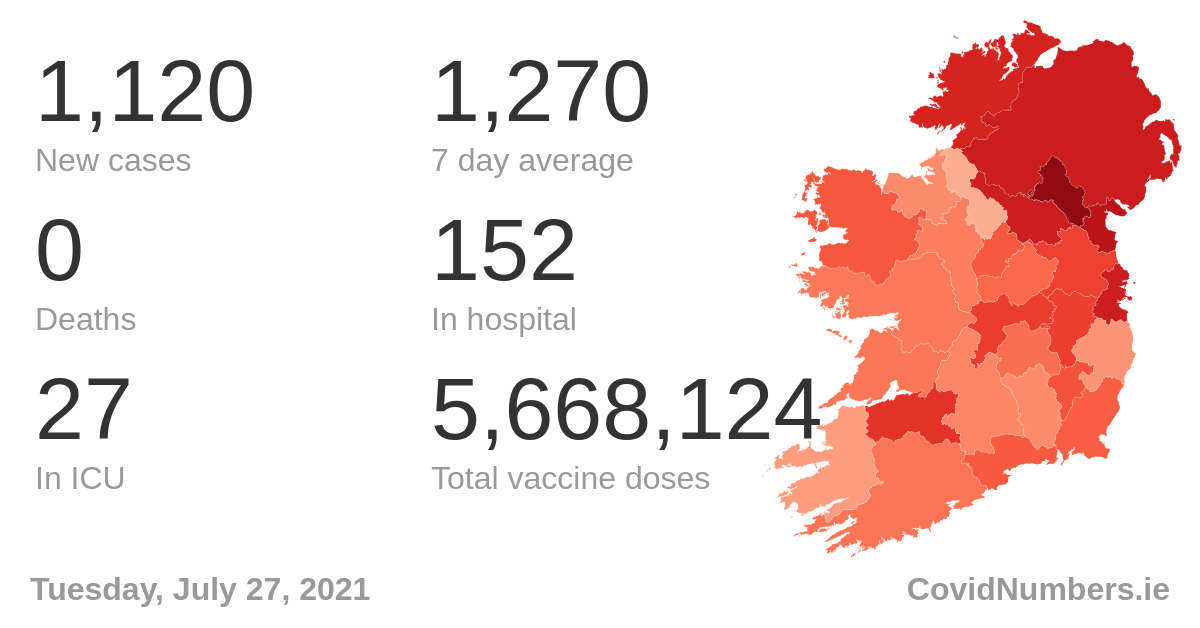 1,120
New cases
1,270
7 day average
0
Deaths
152
In hospital
27
In ICU
5,668,124
Total vaccine doses
Tuesday, July 27, 2021
CovidNumbers.ie